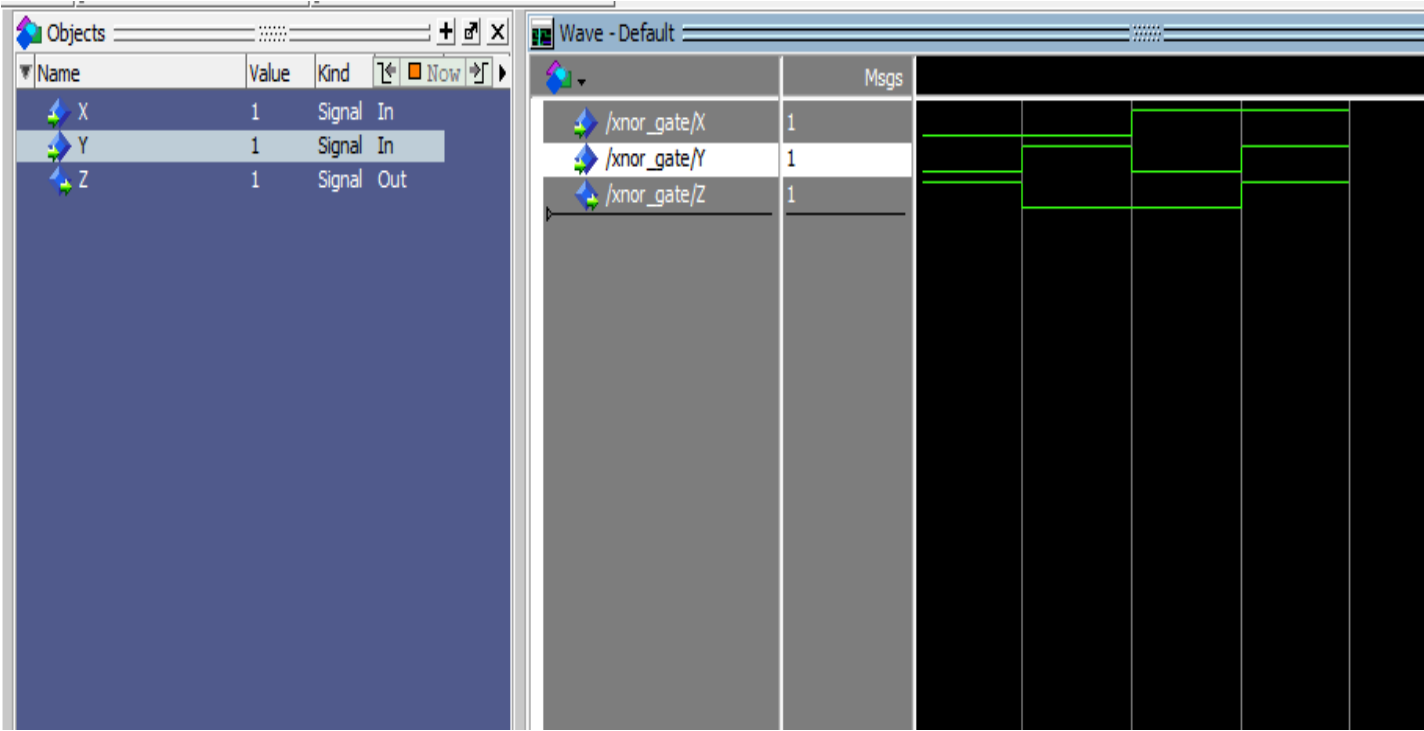 Objects
Name Value Kind Now
X 1 Signal In
Y 1 Signal In
Z 1 Signal Out
Wave - Default
Msgs
/xnor_gate/X 1
/xnor_gate/Y 1
/xnor_gate/Z 1